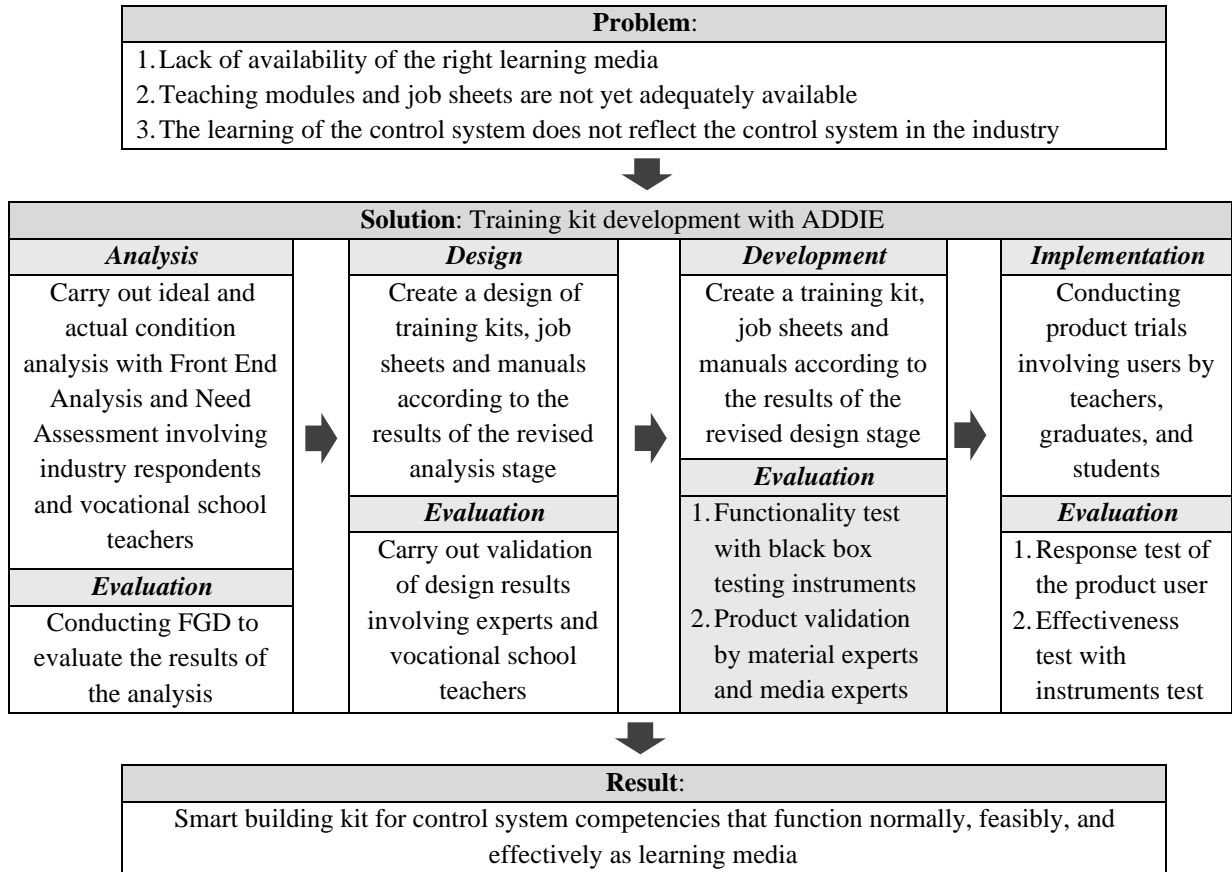 Problem:
1. Lack of availability of the right learning media
2. Teaching modules and job sheets are not yet adequately available
3. The learning of the control system does not reflect the control system in the industry
Solution: Training kit development with ADDIE
Analysis
Carry out ideal and
actual condition
analysis with Front End
Analysis and Need
Assessment involving
industry respondents
and vocational school
teachers
Evaluation
Conducting FGD to
evaluate the results of
the analysis
Design
Create a design of
training kits, job
sheets and manuals
according to the
results of the revised
analysis stage
Evaluation
Carry out validation
of design results
involving experts and
vocational school
teachers
Development
Create a training kit,
job sheets and
manuals according to
the results of the
revised design stage
Evaluation
1. Functionality test
with black box
testing instruments
2. Product validation
by material experts
and media experts
Implementation
Conducting
product trials
involving users by
teachers,
graduates, and
students
Evaluation
1. Response test of
the product user
2. Effectiveness
test with
instruments test
Result:
Smart building kit for control system competencies that function normally, feasibly, and
effectively as learning media